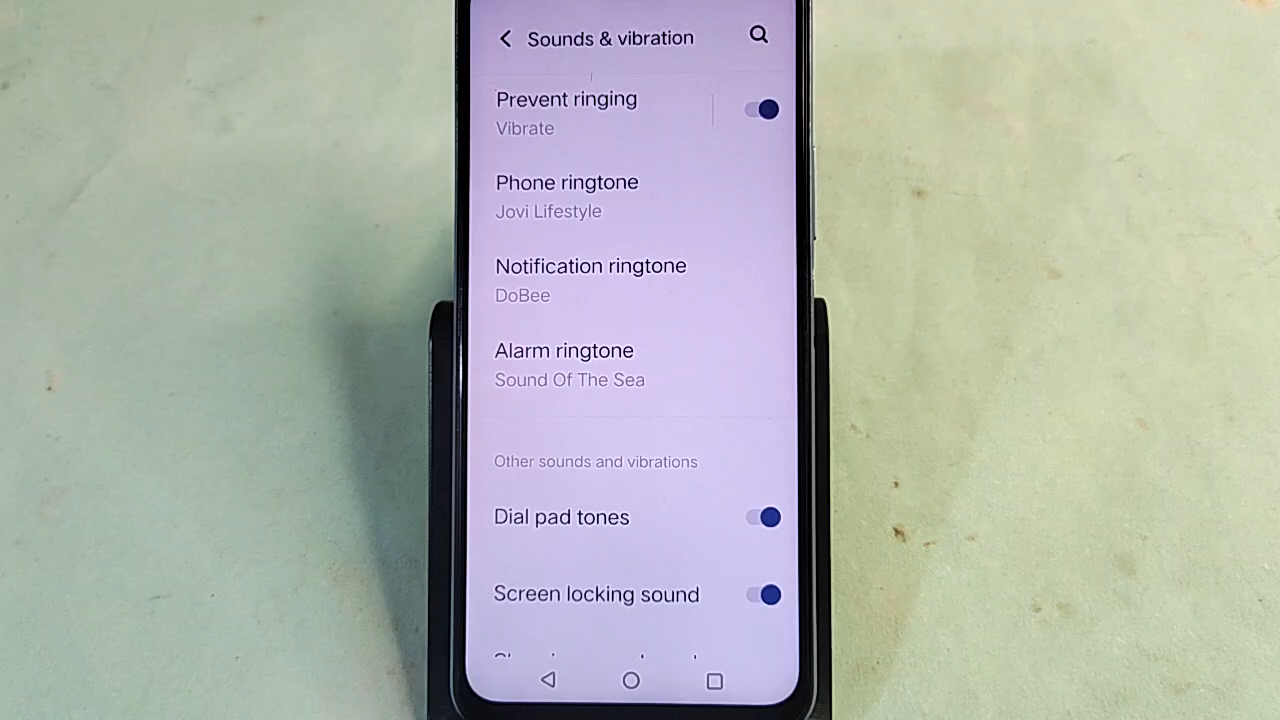 Sounds & vibration
Prevent ringing
Vibrate
Phone ringtone
Jovi Lifestyle
Notification ringtone
DoBee
Alarm ringtone
Sound Of The Sea
Other sounds and vibrations
Dial pad tones
Screen locking sound